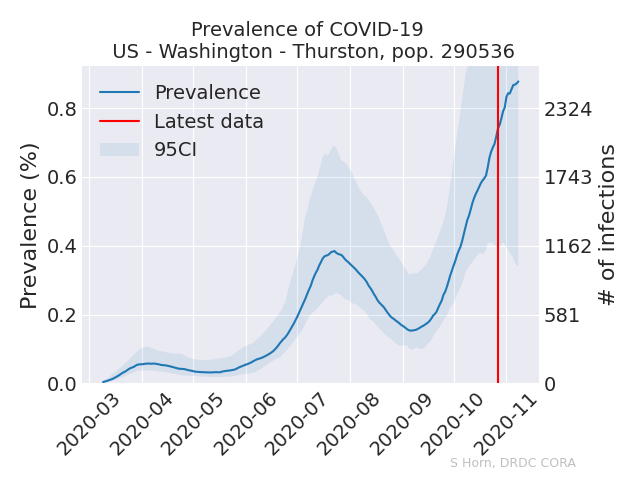 Prevalence of COVID-19
US - Washington - Thurston, pop. 290536
Prevalence
Latest data
95CI
Prevalence (%)
0.8
0.6
0.4
0.2
0.0
2324
1743
1162
581
0
# of infections
2020-03
2020-04
2020-05
2020-06
2020-07
2020-08
2020-09
2020-10
2020-11
S Horn, DRDC CORA